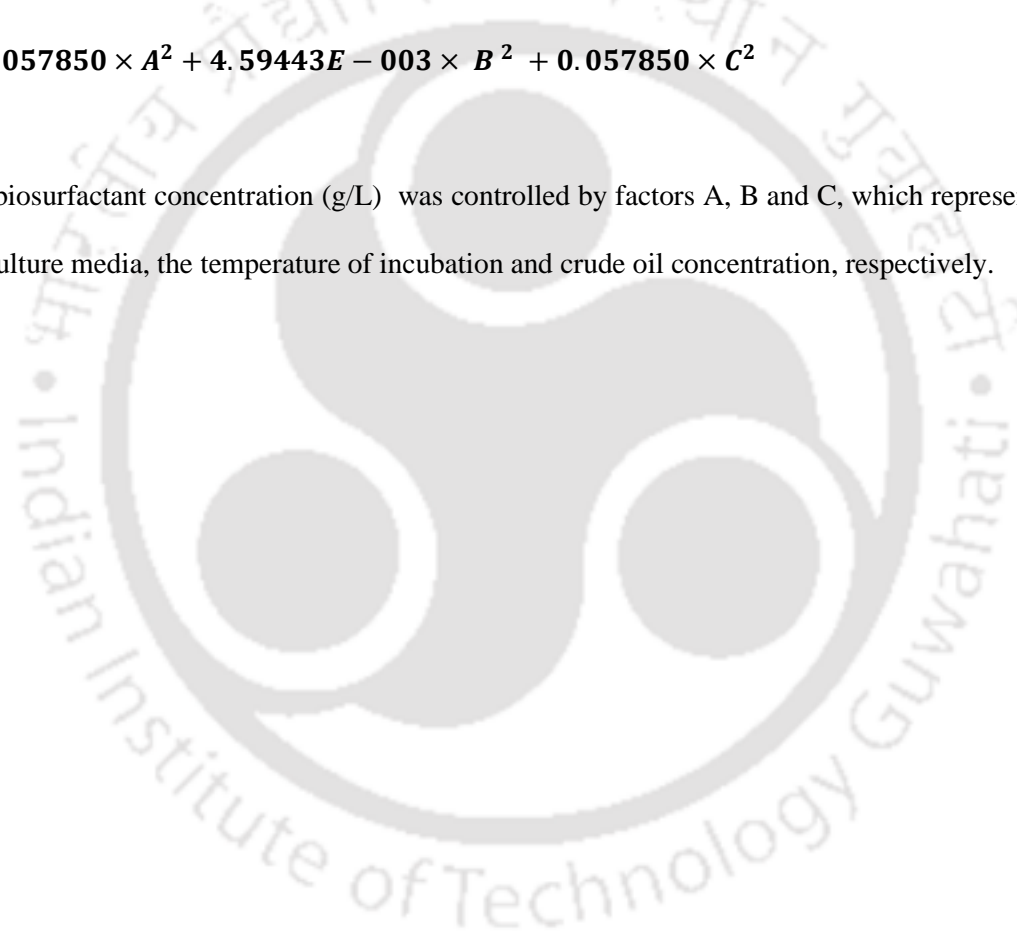 057850 × A² + 4.59443E − 003 × B² + 0.057850 × C²
biosurfactant concentration (g/L) was controlled by factors A, B and C, which represe
ulture media, the temperature of incubation and crude oil concentration, respectively.
Indian Institute of Technology Guwahati